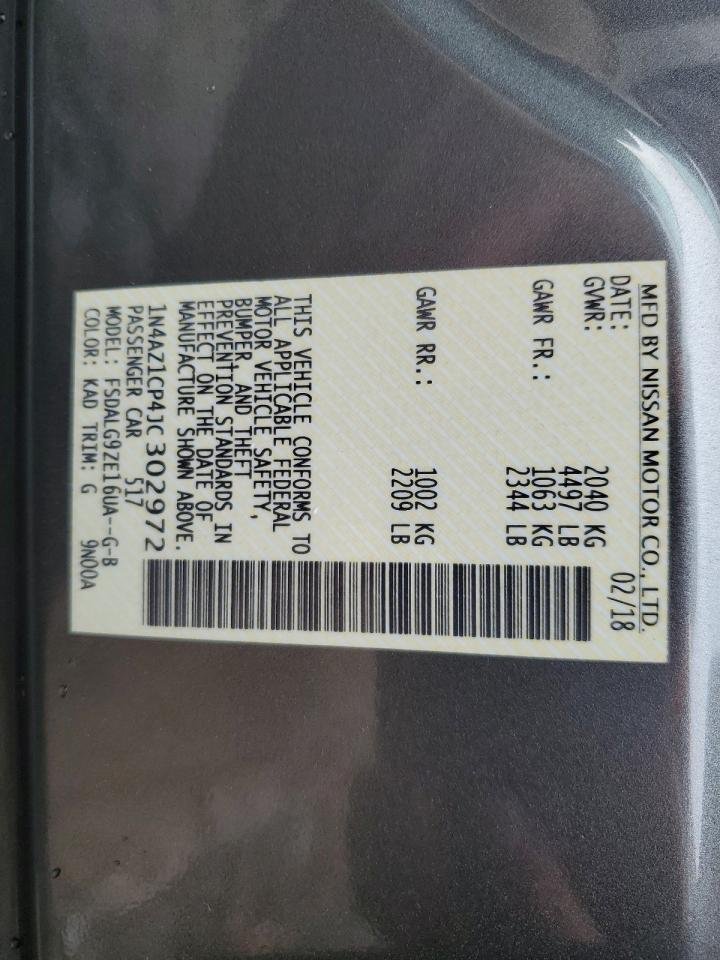 MFD BY NISSAN MOTOR CO., LTD.
DATE: 02/18
GVWR: 2040 KG
4497 LB
GAWR FR.: 1063 KG
2344 LB
GAWR RR.: 1002 KG
2209 LB
THIS VEHICLE CONFORMS TO
ALL APPLICABLE FEDERAL
MOTOR VEHICLE SAFETY,
BUMPER, AND THEFT
PREVENTION STANDARDS IN
EFFECT ON THE DATE OF
MANUFACTURE SHOWN ABOVE.
1N4AZ1CP4JC302972
PASSENGER CAR 517
MODEL: FSDALG9ZE16UA--G-B
COLOR: KAD TRIM: G 9N00A